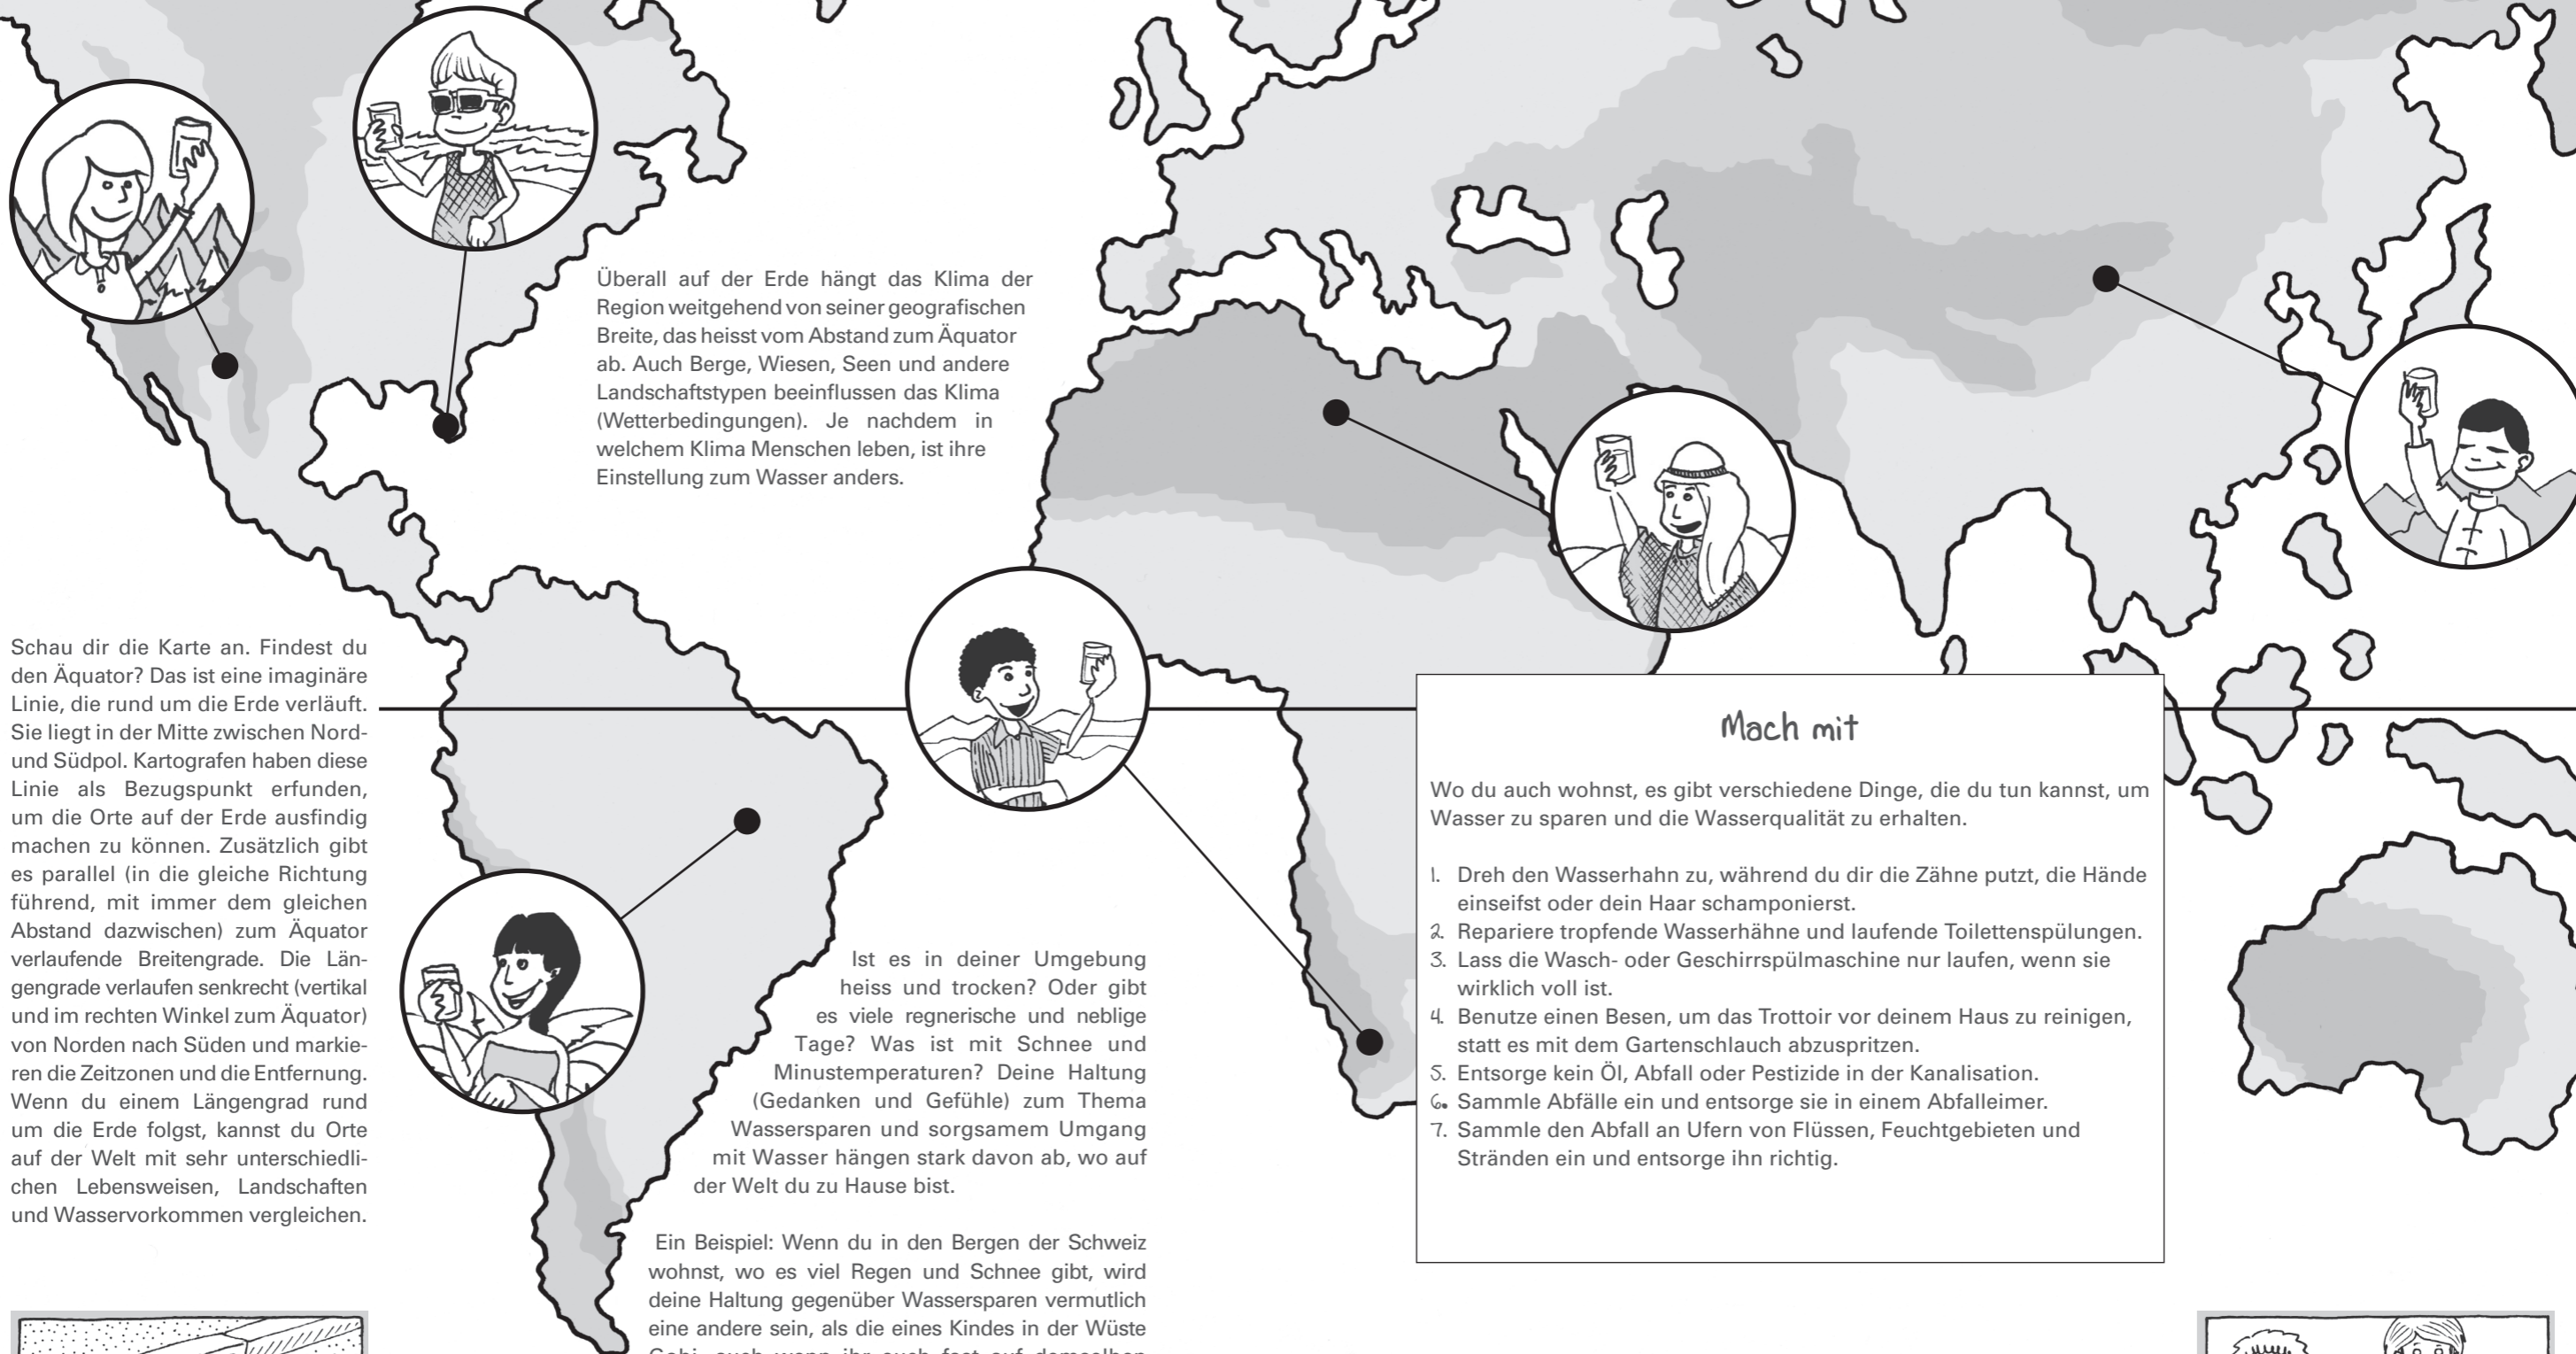 Überall auf der Erde hängt das Klima der
Region weitgehend von seiner geografischen
Breite, das heisst vom Abstand zum Äquator
ab. Auch Berge, Wiesen, Seen und andere
Landschaftstypen beeinflussen das Klima
(Wetterbedingungen). Je nachdem in
welchem Klima Menschen leben, ist ihre
Einstellung zum Wasser anders.
Schau dir die Karte an. Findest du
den Äquator? Das ist eine imaginäre
Linie, die rund um die Erde verläuft.
Sie liegt in der Mitte zwischen Nord-
und Südpol. Kartografen haben diese
Linie als Bezugspunkt erfunden,
um die Orte auf der Erde ausfindig
machen zu können. Zusätzlich gibt
es parallel (in die gleiche Richtung
führend, mit immer dem gleichen
Abstand dazwischen) zum Äquator
verlaufende Breitengrade. Die Län-
gengrade verlaufen senkrecht (vertikal
und im rechten Winkel zum Äquator)
von Norden nach Süden und markie-
ren die Zeitzonen und die Entfernung.
Wenn du einem Längengrad rund
um die Erde folgst, kannst du Orte
auf der Welt mit sehr unterschiedli-
chen Lebensweisen, Landschaften
und Wasservorkommen vergleichen.
Ist es in deiner Umgebung
heiss und trocken? Oder gibt
es viele regnerische und neblige
Tage? Was ist mit Schnee und
Minustemperaturen? Deine Haltung
(Gedanken und Gefühle) zum Thema
Wassersparen und sorgsamem Umgang
mit Wasser hängen stark davon ab, wo auf
der Welt du zu Hause bist.
Ein Beispiel: Wenn du in den Bergen der Schweiz
wohnst, wo es viel Regen und Schnee gibt, wird
deine Haltung gegenüber Wassersparen vermutlich
eine andere sein, als die eines Kindes in der Wüste
Gobi, auch wenn ihr euch fast auf demselben
Mach mit
Wo du auch wohnst, es gibt verschiedene Dinge, die du tun kannst, um
Wasser zu sparen und die Wasserqualität zu erhalten.
1. Dreh den Wasserhahn zu, während du dir die Zähne putzt, die Hände
einseifst oder dein Haar schamponierst.
2. Repariere tropfende Wasserhähne und laufende Toilettenspülungen.
3. Lass die Wasch- oder Geschirrspülmaschine nur laufen, wenn sie
wirklich voll ist.
4. Benutze einen Besen, um das Trottoir vor deinem Haus zu reinigen,
statt es mit dem Gartenschlauch abzuspritzen.
5. Entsorge kein Öl, Abfall oder Pestizide in der Kanalisation.
6. Sammle Abfälle ein und entsorge sie in einem Abfalleimer.
7. Sammle den Abfall an Ufern von Flüssen, Feuchtgebieten und
Stränden ein und entsorge ihn richtig.